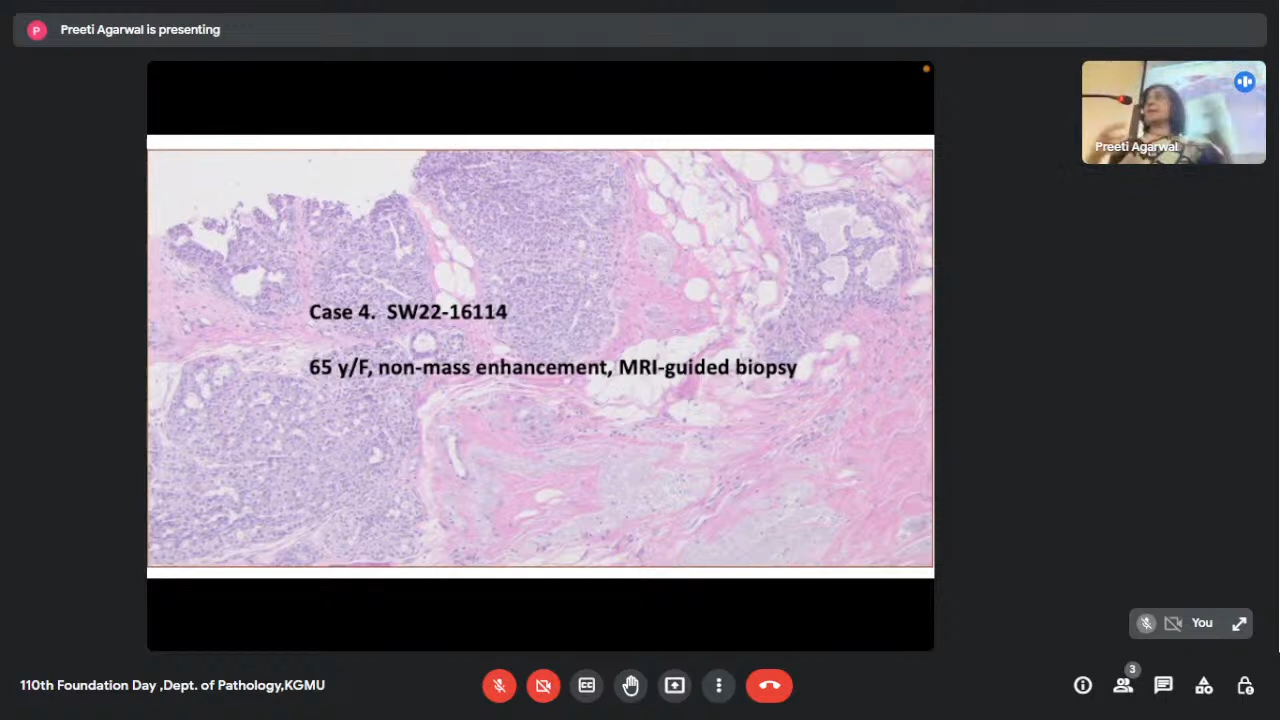 P
Preeti Agarwal is presenting
Preeti Agarwal
Case 4. SW22-16114
65 y/F, non-mass enhancement, MRI-guided biopsy
You
110th Foundation Day ,Dept. of Pathology,KGMU
3